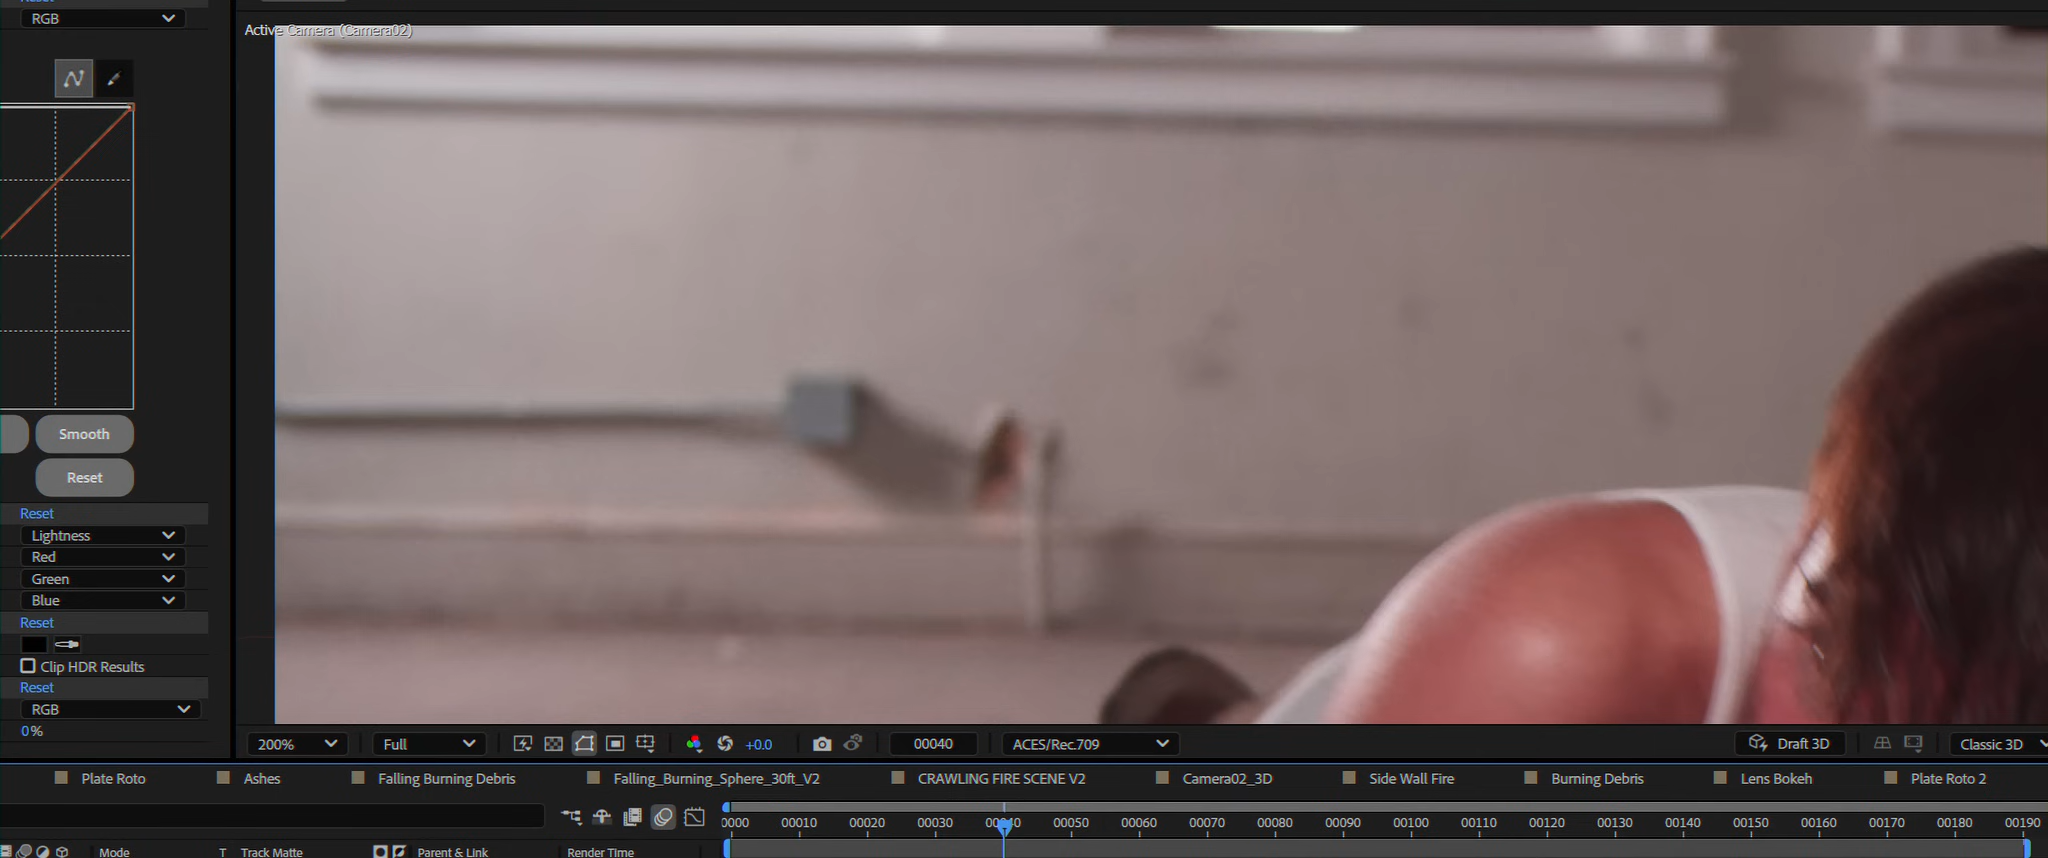 Reset
RGB
Active Camera (Camera02)
Smooth
Reset
Reset
Lightness
Red
Green
Blue
Reset
Clip HDR Results
Reset
RGB
0%
200%
Full
+0.0
00040
ACES/Rec.709
Draft 3D
Classic 3D
Plate Roto
Ashes
Falling Burning Debris
Falling_Burning_Sphere_30ft_V2
CRAWLING FIRE SCENE V2
Camera02_3D
Side Wall Fire
Burning Debris
Lens Bokeh
Plate Roto 2
0000 00010 00020 00030 00040 00050 00060 00070 00080 00090 00100 00110 00120 00130 00140 00150 00160 00170 00180 00190
Mode
T Track Matte
Parent & Link
Render Time